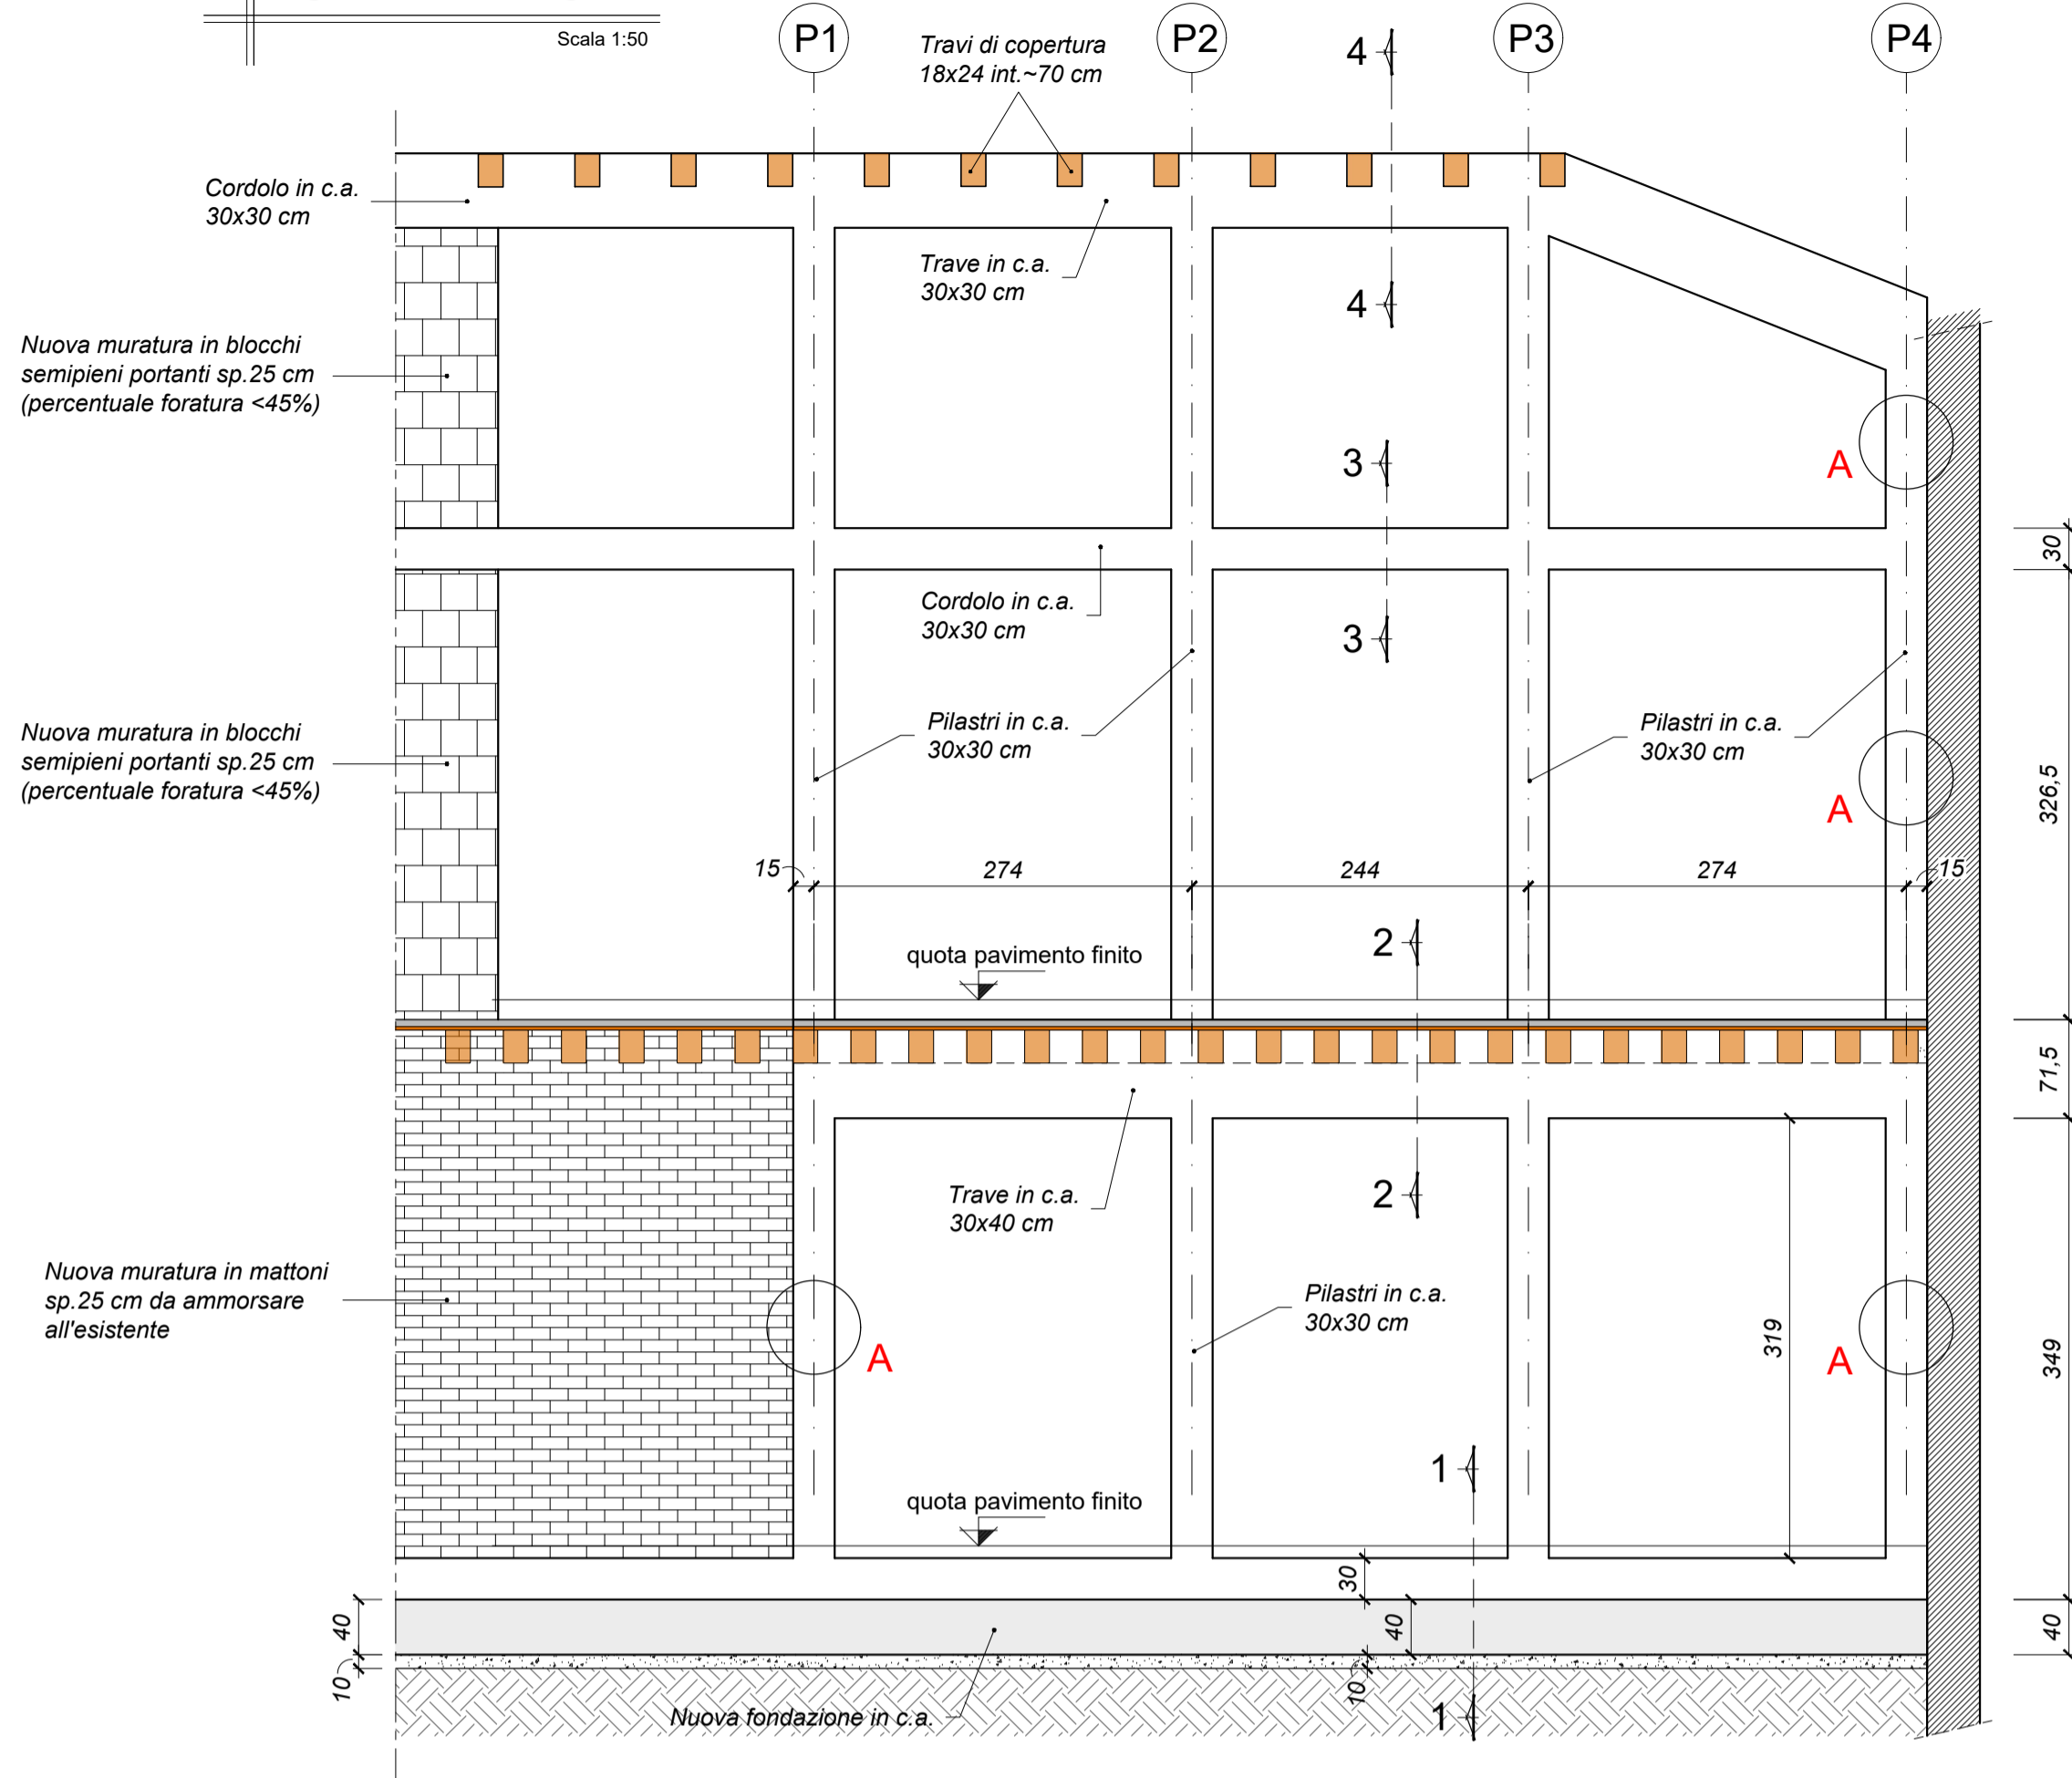 Scala 1:50
P1
P2
P3
P4
Travi di copertura
18x24 int.~70 cm
4
Cordolo in c.a.
30x30 cm
Trave in c.a.
30x30 cm
4
Nuova muratura in blocchi
semipieni portanti sp.25 cm
(percentuale foratura <45%)
3
A
30
Cordolo in c.a.
30x30 cm
3
Pilastri in c.a.
30x30 cm
Pilastri in c.a.
30x30 cm
Nuova muratura in blocchi
semipieni portanti sp.25 cm
(percentuale foratura <45%)
A
326,5
15
274
244
274
15
2
quota pavimento finito
71,5
Trave in c.a.
30x40 cm
2
Nuova muratura in mattoni
sp.25 cm da ammorsare
all'esistente
Pilastri in c.a.
30x30 cm
A
319
A
349
1
quota pavimento finito
30
40
40
40
10
10
Nuova fondazione in c.a.
1